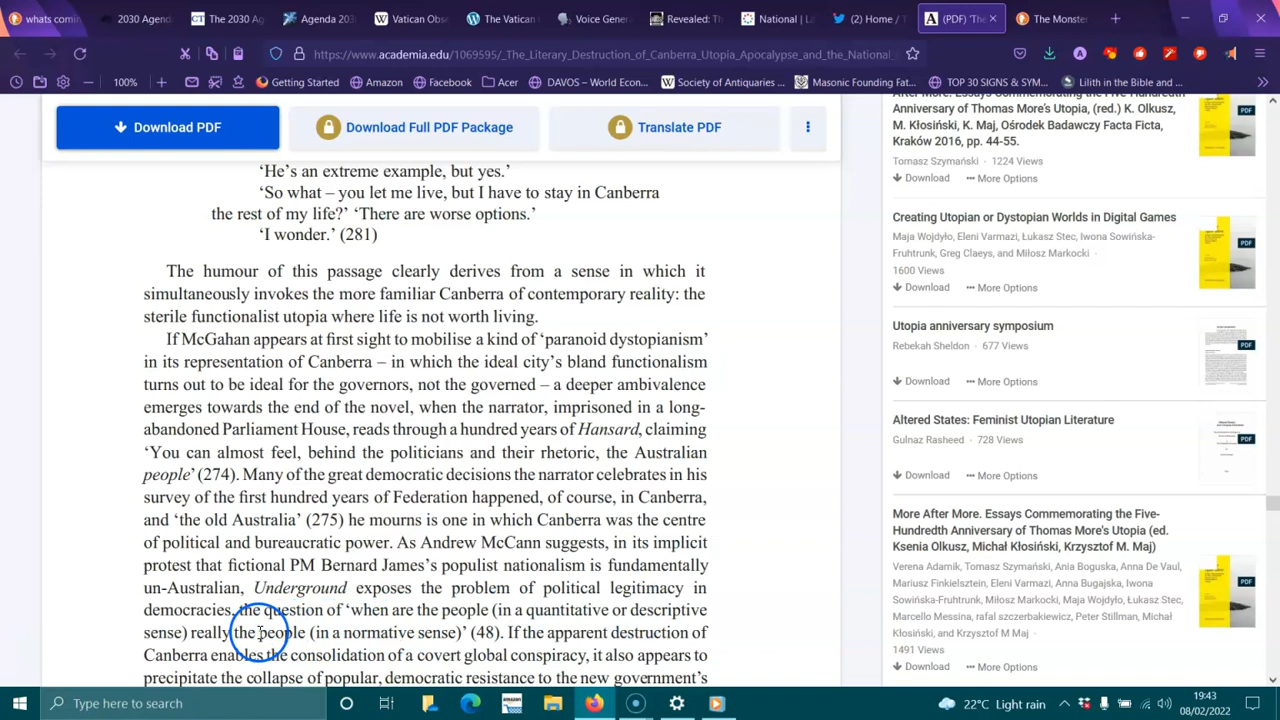 whats comin
2030 Agenda
CT The 2030 Ag
Agenda 203
Vatican Obse
The Vatican
Voice Genera
Revealed: Th
National | La
(2) Home / T
(PDF) 'The
The Monster
https://www.academia.edu/1069595/_The_Literary_Destruction_of_Canberra_Utopia_Apocalypse_and_the_National
100%
Getting Started
Amazon
Facebook
Acer
DAVOS – World Econ...
Society of Antiquaries ...
Masonic Founding Fat...
TOP 30 SIGNS & SYM...
Lilith in the Bible and ...
Download PDF
Download Full PDF Package
Translate PDF
'He's an extreme example, but yes.'
'So what – you let me live, but I have to stay in Canberra
the rest of my life?' 'There are worse options.'
'I wonder.' (281)
The humour of this passage clearly derives from a sense in which it
simultaneously invokes the more familiar Canberra of contemporary reality: the
sterile functionalist utopia where life is not worth living.
If McGahan appears at first sight to mobilise a kind of 'paranoid dystopianism'
in its representation of Canberra – in which the ideal city's bland functionalism
turns out to be ideal for the governors, not the governed – a deeper ambivalence
emerges towards the end of the novel, when the narrator, imprisoned in a long-
abandoned Parliament House, reads through a hundred years of Hansard, claiming
'You can almost feel, behind the politicians and their rhetoric, the Australian
people' (274). Many of the great democratic decisions the narrator celebrates in his
survey of the first hundred years of Federation happened, of course, in Canberra,
and 'the old Australia' (275) he mourns is one in which Canberra was the centre
of political and bureaucratic power. As Andrew McCann suggests, in its implicit
protest that fictional PM Bernard James's populist nationalism is fundamentally
un-Australian, Underground exposes the problem of political legitimacy in
democracies, the question of 'when are the people (in a quantitative or descriptive
sense) really the people (in a normative sense)' (48). If the apparent destruction of
Canberra enables the consolidation of a covert global conspiracy, it also appears to
precipitate the collapse of popular, democratic resistance to the new government's
After More. Essays Commemorating the Five-Hundredth
Anniversary of Thomas More's Utopia, (red.) K. Olkusz,
M. Kłosiński, K. Maj, Ośrodek Badawczy Facta Ficta,
Kraków 2016, pp. 44-55.
Tomasz Szymański · 1224 Views
Download
••• More Options
PDF
Creating Utopian or Dystopian Worlds in Digital Games
Maja Wojdyło, Eleni Varmazi, Łukasz Stec, Iwona Sowińska-
Fruhtrunk, Greg Claeys, and Miłosz Markocki ·
1600 Views
Download
••• More Options
PDF
Utopia anniversary symposium
Rebekah Sheldon · 677 Views
Download
••• More Options
PDF
Altered States: Feminist Utopian Literature
Gulnaz Rasheed · 728 Views
Download
••• More Options
PDF
More After More. Essays Commemorating the Five-
Hundredth Anniversary of Thomas More's Utopia (ed.
Ksenia Olkusz, Michał Kłosiński, Krzysztof M. Maj)
Verena Adamik, Tomasz Szymański, Ania Boguska, Anna De Vaul,
Mariusz Finkielsztein, Eleni Varmazi, Anna Bugajska, Iwona
Sowińska-Fruhtrunk, Miłosz Markocki, Maja Wojdyło, Greg Claeys,
Marcello Messina, rafal szczerbakiewicz, Peter Stillman, Michał
Kłosiński, and Krzysztof M Maj ·
1491 Views
Download
••• More Options
PDF
Type here to search
amazon
22°C Light rain
19:43
08/02/2022